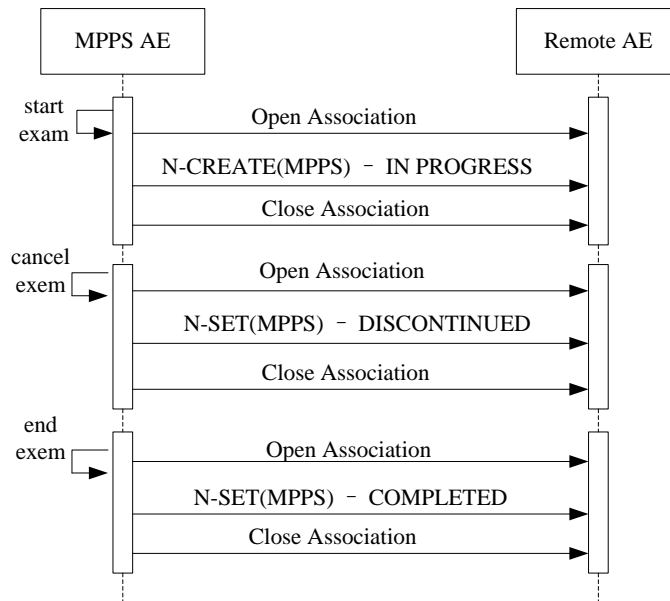 MPPS AE
Remote AE
start
exam
Open Association
N-CREATE(MPPS) - IN PROGRESS
Close Association
cancel
exem
Open Association
N-SET(MPPS) - DISCONTINUED
Close Association
end
exem
Open Association
N-SET(MPPS) - COMPLETED
Close Association